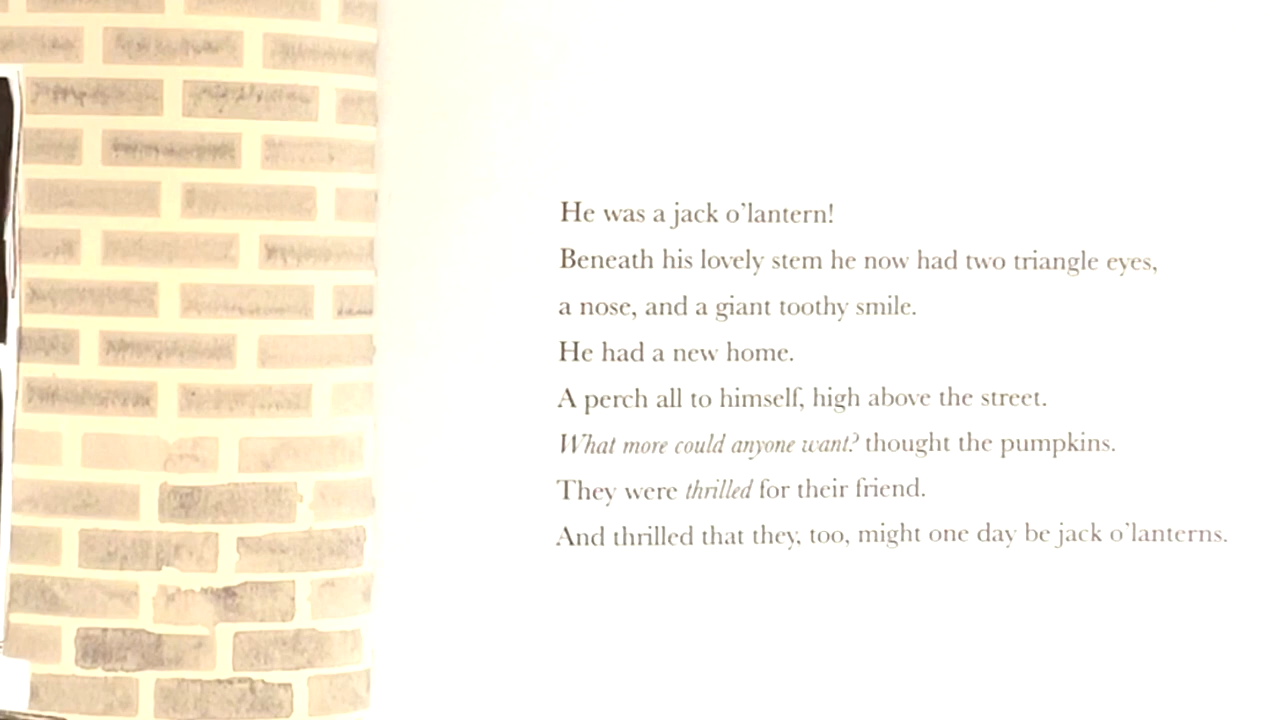 He was a jack o'lantern!
Beneath his lovely stem he now had two triangle eyes,
a nose, and a giant toothy smile.
He had a new home.
A perch all to himself, high above the street.
What more could anyone want? thought the pumpkins.
They were thrilled for their friend.
And thrilled that they, too, might one day be jack o'lanterns.